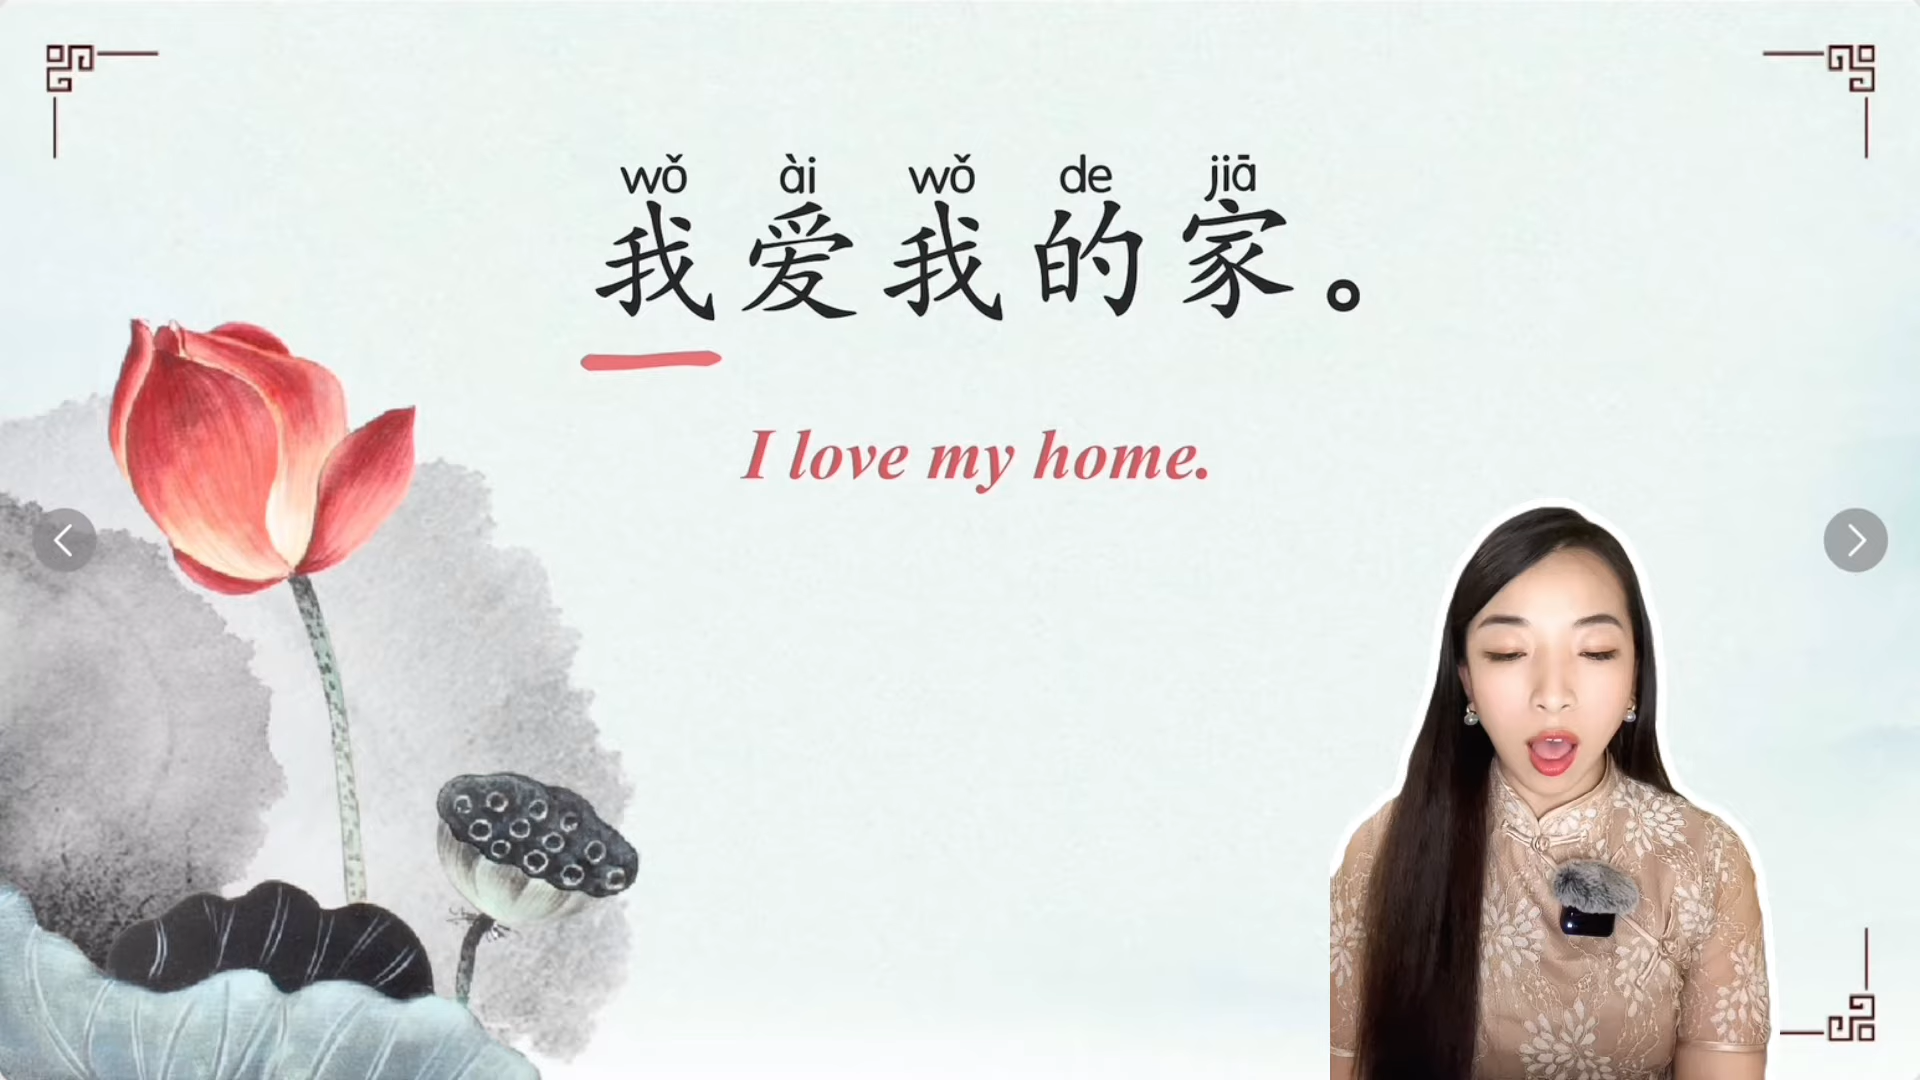 wǒ ài wǒ de jiā
我爱我的家。
I love my home.